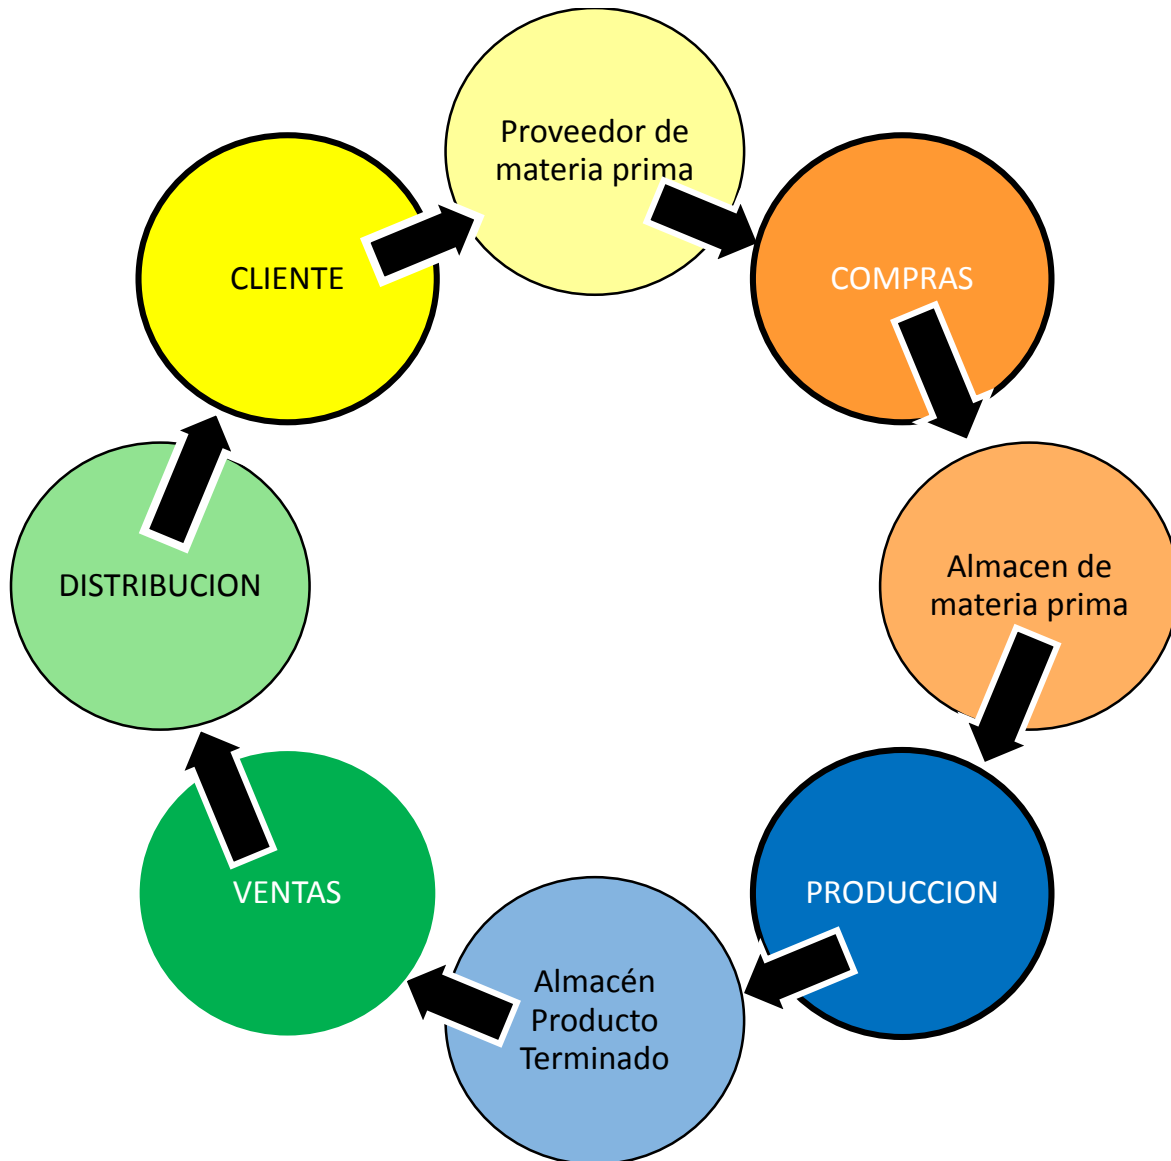 Proveedor de
materia prima
COMPRAS
Almacen de
materia prima
PRODUCCION
Almacén
Producto
Terminado
VENTAS
DISTRIBUCION
CLIENTE